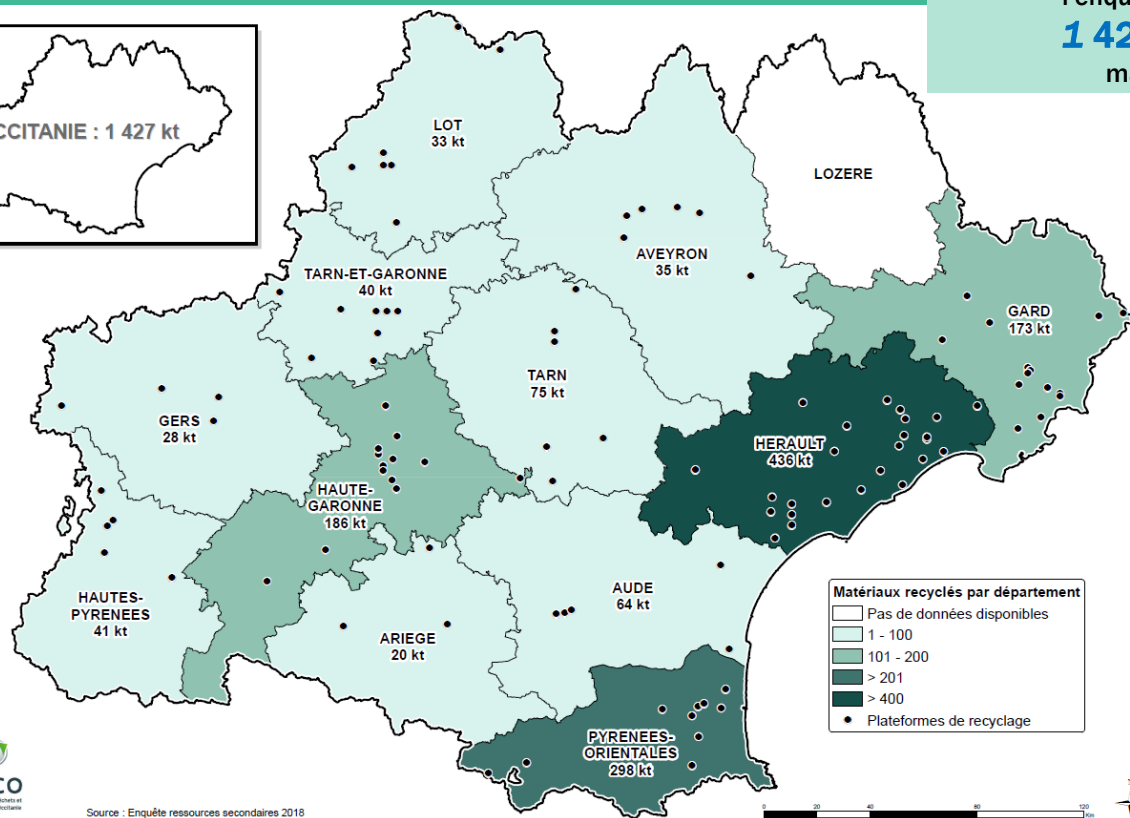 1 42
CCITANIE : 1 427 kt
LOT
33 kt
LOZERE
AVEYRON
35 kt
TARN-ET-GARONNE
40 kt
GARD
173 kt
TARN
75 kt
GERS
28 kt
HERAULT
436 kt
HAUTE-
GARONNE
186 kt
HAUTES-
PYRENEES
41 kt
AUDE
64 kt
ARIEGE
20 kt
PYRENEES-
ORIENTALES
298 kt
Matériaux recyclés par département
Pas de données disponibles
1 - 100
101 - 200
> 201
> 400
Plateformes de recyclage
CO
Source : Enquête ressources secondaires 2018
0 20 40 80 120
Km